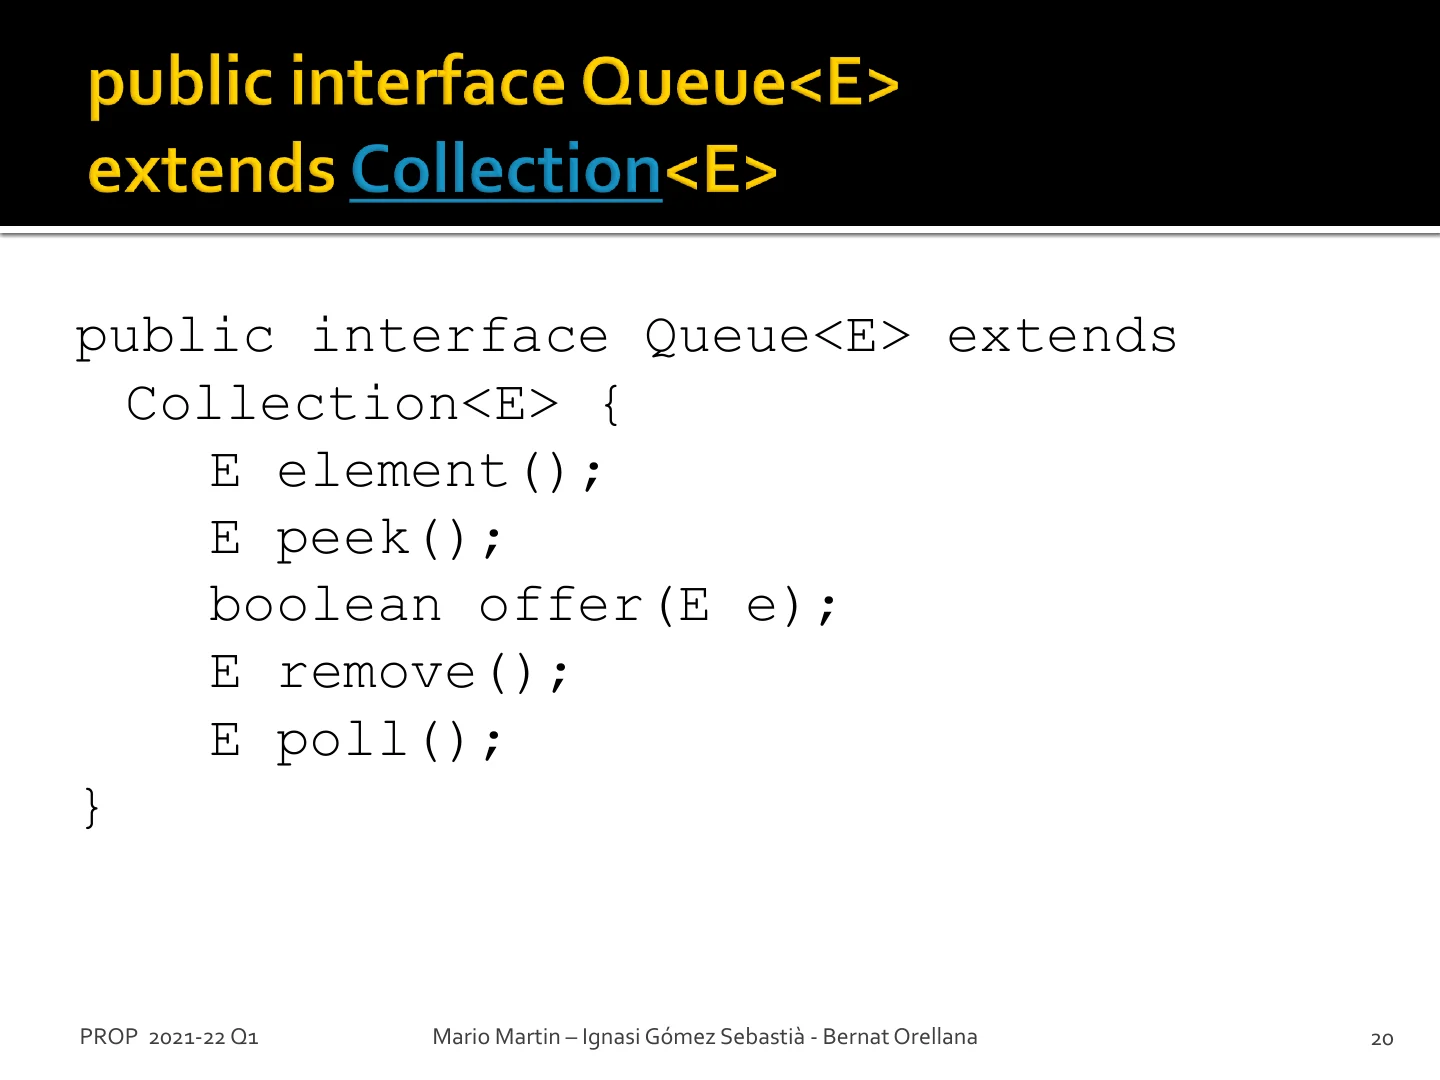 public interface Queue<E>
extends Collection<E>
public interface Queue<E> extends
Collection<E> {
E element();
E peek();
boolean offer(E e);
E remove();
E poll();
}
PROP 2021-22 Q1
Mario Martin – Ignasi Gómez Sebastià - Bernat Orellana
20